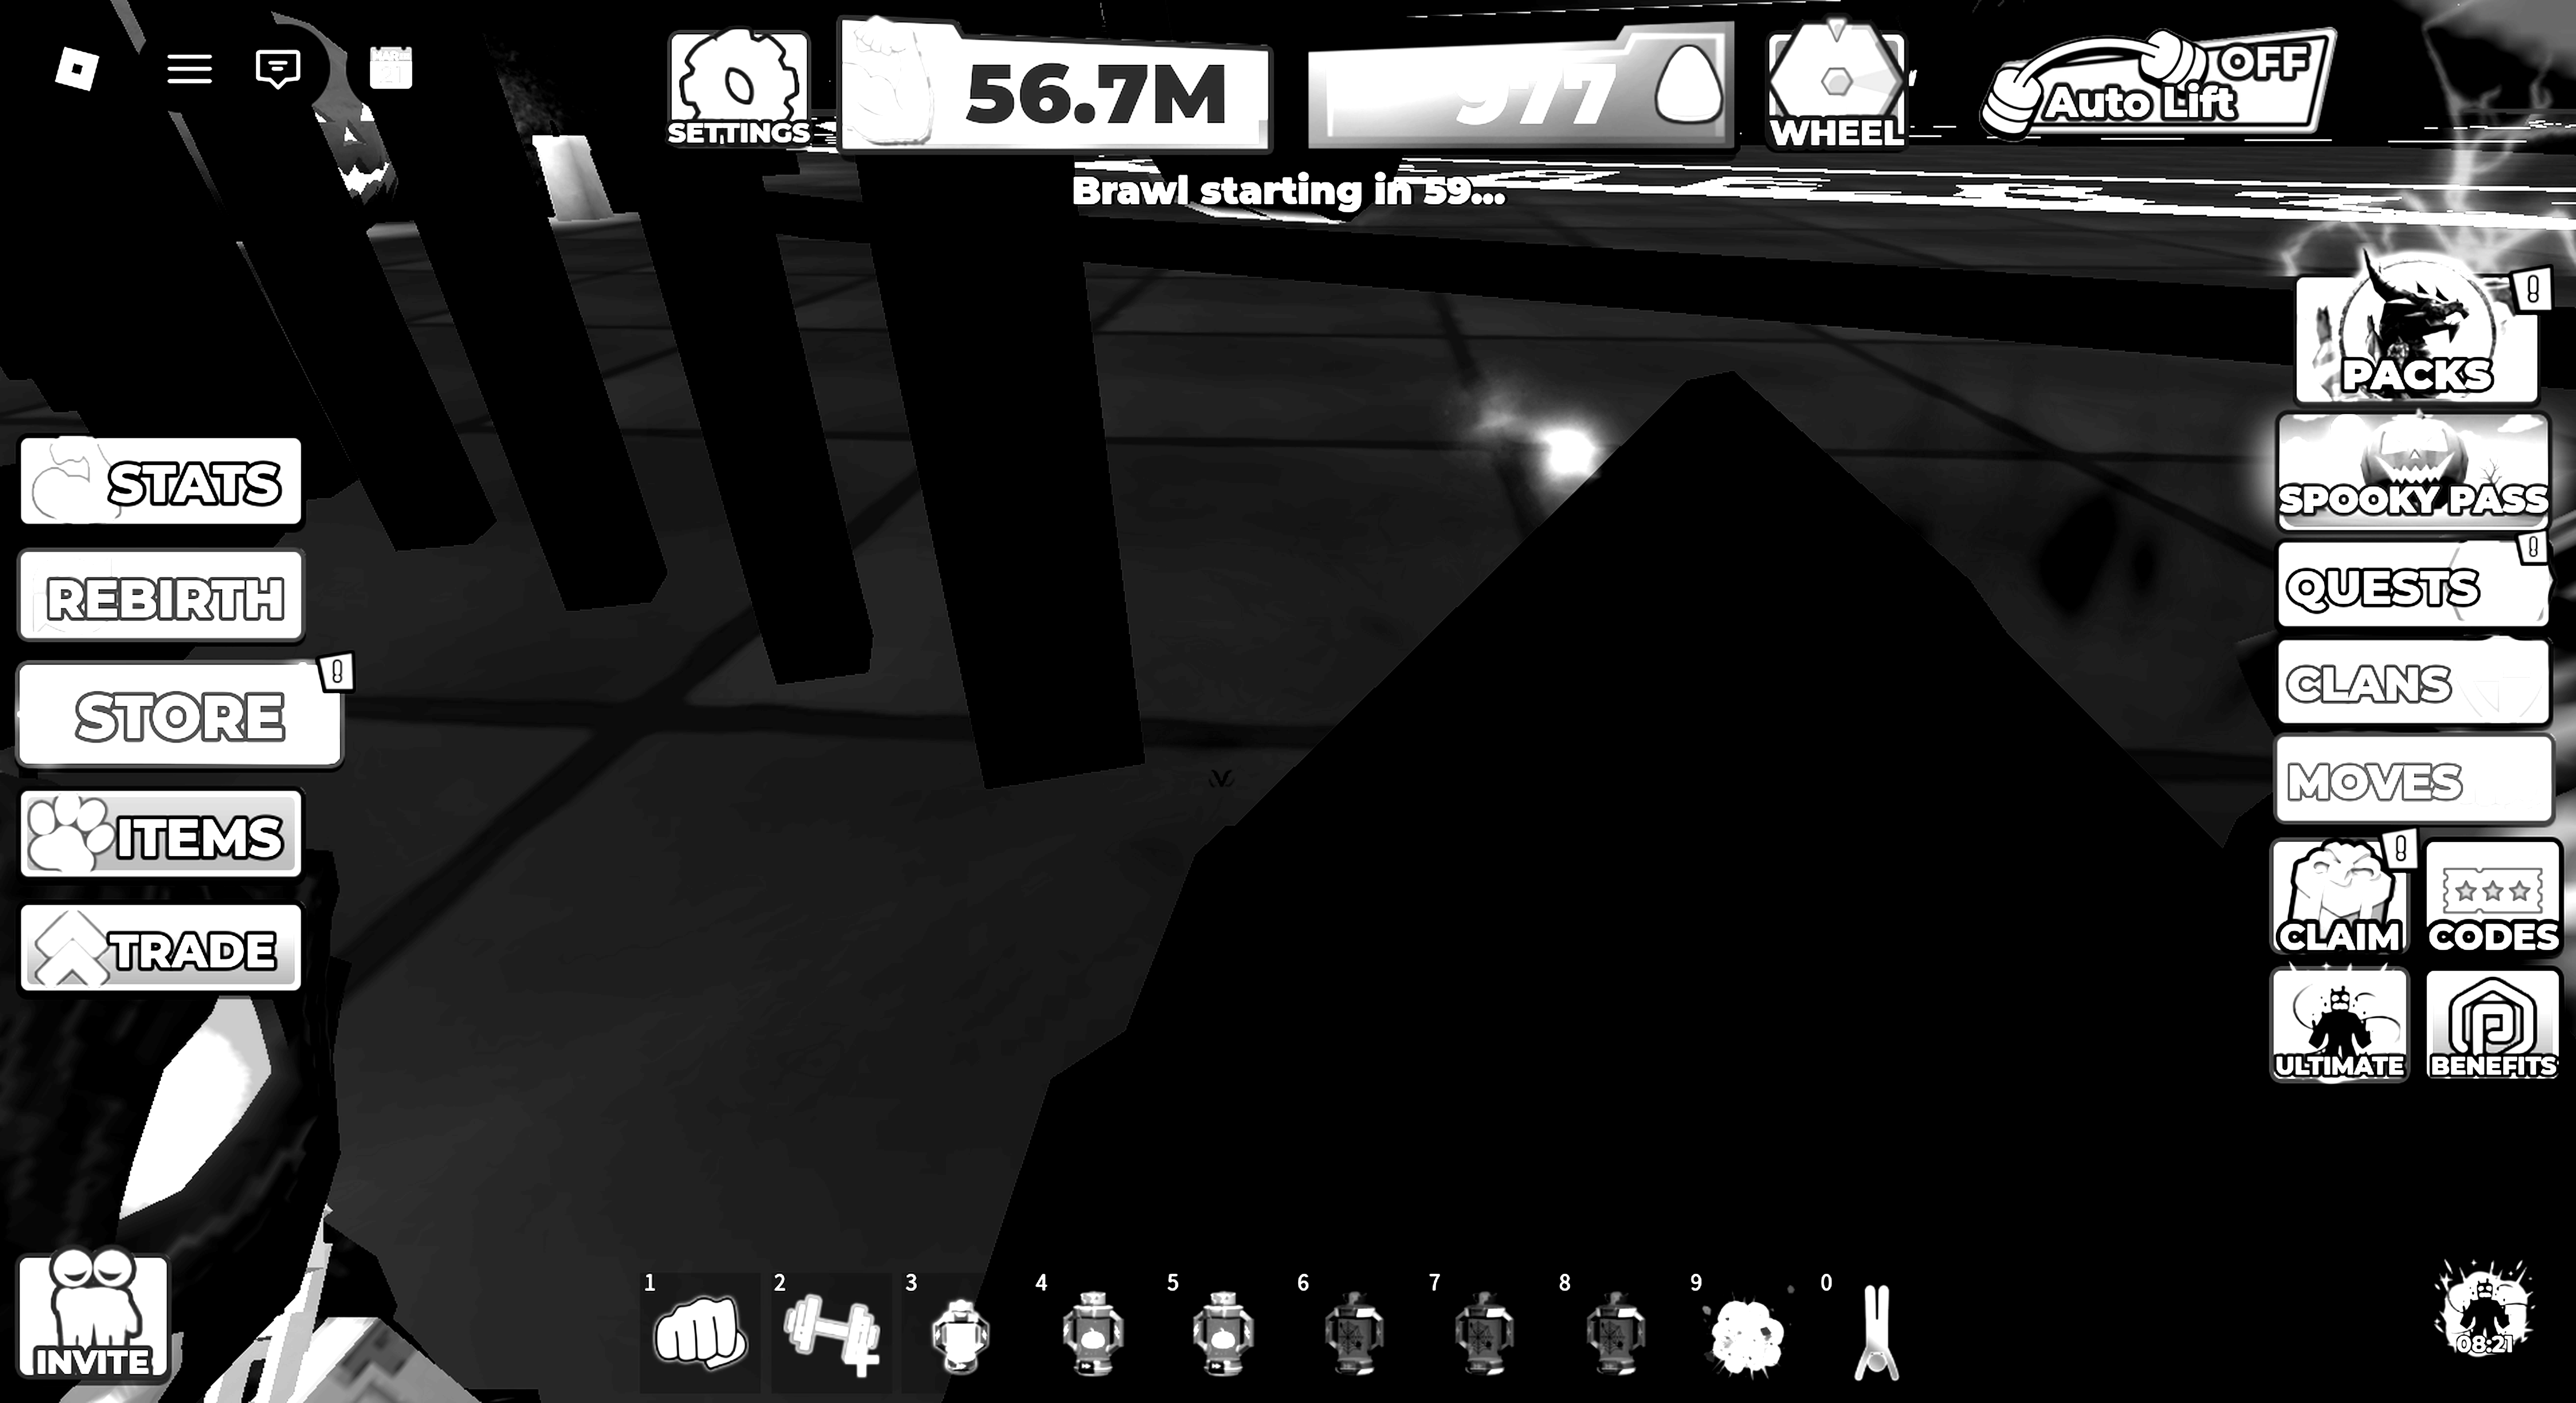 SETTINGS
56.7M
977
WHEEL
OFF
Auto Lift
Brawl starting in 59...
PACKS
SPOOKY PASS
STATS
QUESTS
REBIRTH
CLANS
STORE
MOVES
ITEMS
CLAIM
CODES
TRADE
ULTIMATE
BENEFITS
INVITE
1
2
3
4
5
6
7
8
9
0
08:21